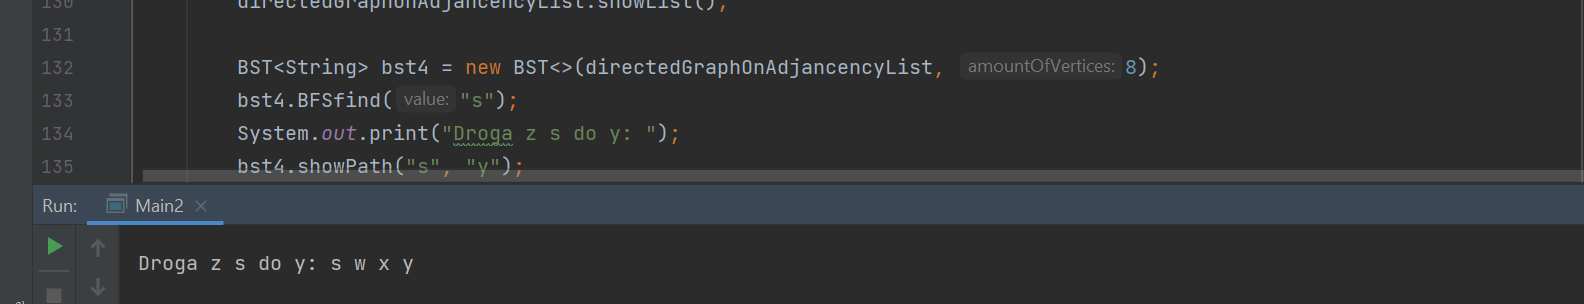 130 directedGraphOnAdjancencyList.showList();
131
132 BST<String> bst4 = new BST<>(directedGraphOnAdjancencyList, amountOfVertices: 8);
133 bst4.BFSfind( value: "s");
134 System.out.print("Droga z s do y: ");
135 bst4.showPath("s", "y");
Run: Main2
Droga z s do y: s w x y